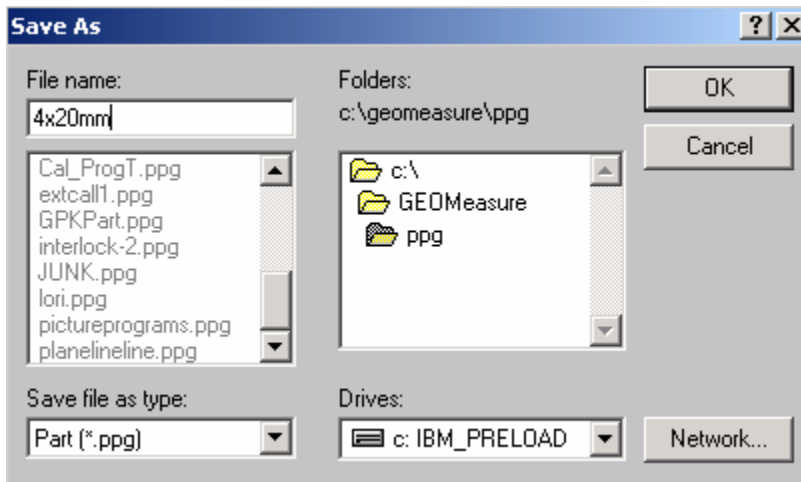 Save As
File name:
4x20mm
Cal_ProgT.ppg
extcall1.ppg
GPKPart.ppg
interlock-2.ppg
JUNK.ppg
lori.ppg
pictureprograms.ppg
planelineline.ppg
Save file as type:
Part (*.ppg)
Folders:
c:\geomeasure\ppg
c:\
GEOMeasure
ppg
Drives:
c: IBM_PRELOAD
OK
Cancel
Network...